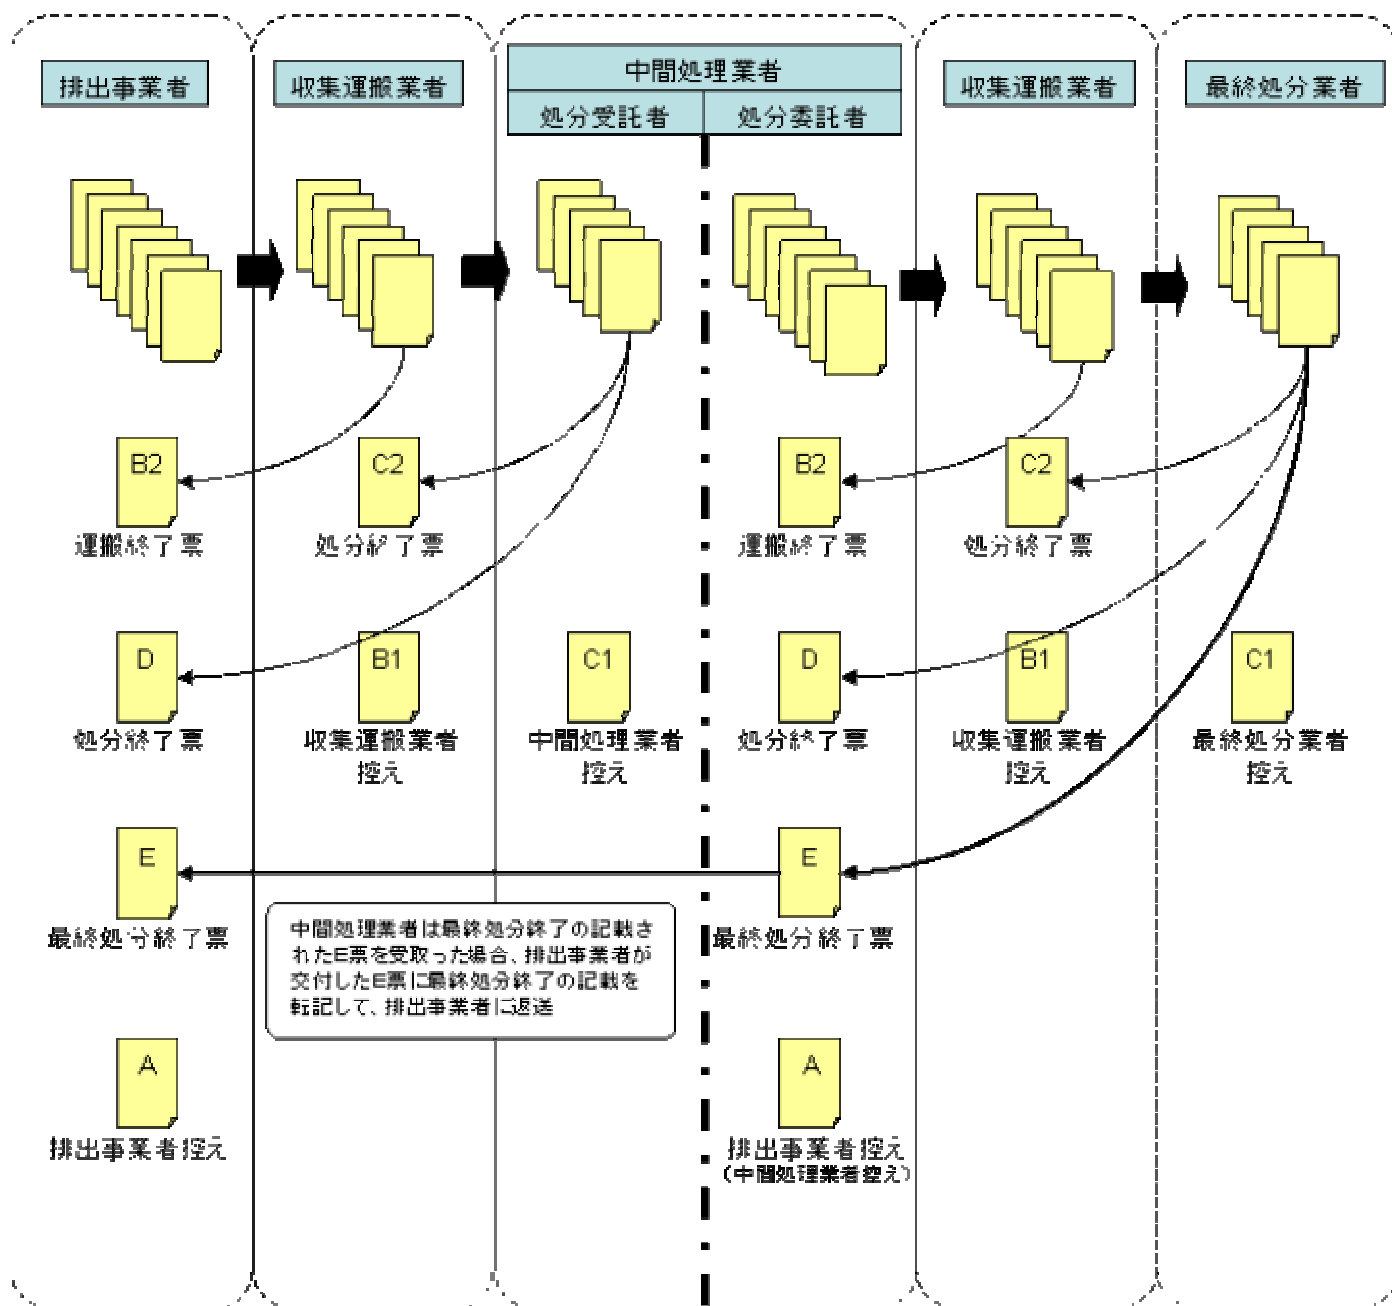 排出事業者
収集運搬業者
中間処理業者
処分受託者
処分委託者
収集運搬業者
最終処分業者
B2
運搬終了票
C2
処分終了票
B2
運搬終了票
C2
処分終了票
D
処分終了票
B1
収集運搬業者
控え
C1
中間処理業者
控え
D
処分終了票
B1
収集運搬業者
控え
C1
最終処分業者
控え
E
最終処分終了票
E
最終処分終了票
中間処理業者は最終処分終了の記載さ
れたE票を受取った場合、排出事業者が
交付したE票に最終処分終了の記載を
転記して、排出事業者に返送
A
排出事業者控え
A
排出事業者控え
(中間処理業者控え)